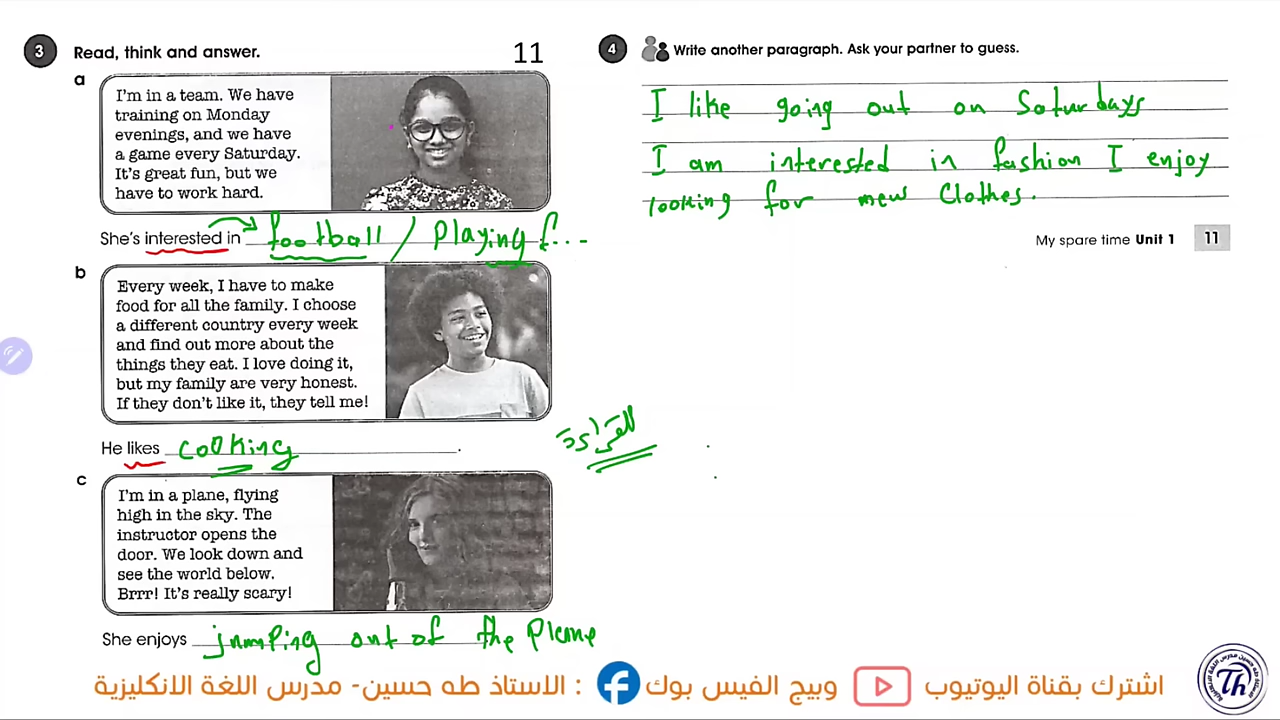 3 Read, think and answer. 11
a
I'm in a team. We have
training on Monday
evenings, and we have
a game every Saturday.
It's great fun, but we
have to work hard.
She's interested in football / Playing f...
b
Every week, I have to make
food for all the family. I choose
a different country every week
and find out more about the
things they eat. I love doing it,
but my family are very honest.
If they don't like it, they tell me!
He likes cooking.
c
I'm in a plane, flying
high in the sky. The
instructor opens the
door. We look down and
see the world below.
Brrr! It's really scary!
She enjoys jumping out of the Plane
4 Write another paragraph. Ask your partner to guess.
I like going out on Saturdays
I am interested in fashion I enjoy
looking for new Clothes.
My spare time Unit 1 11
اشترك بقناة اليوتيوب وبيج الفيس بوك : الاستاذ طه حسين- مدرس اللغة الانكليزية
Th